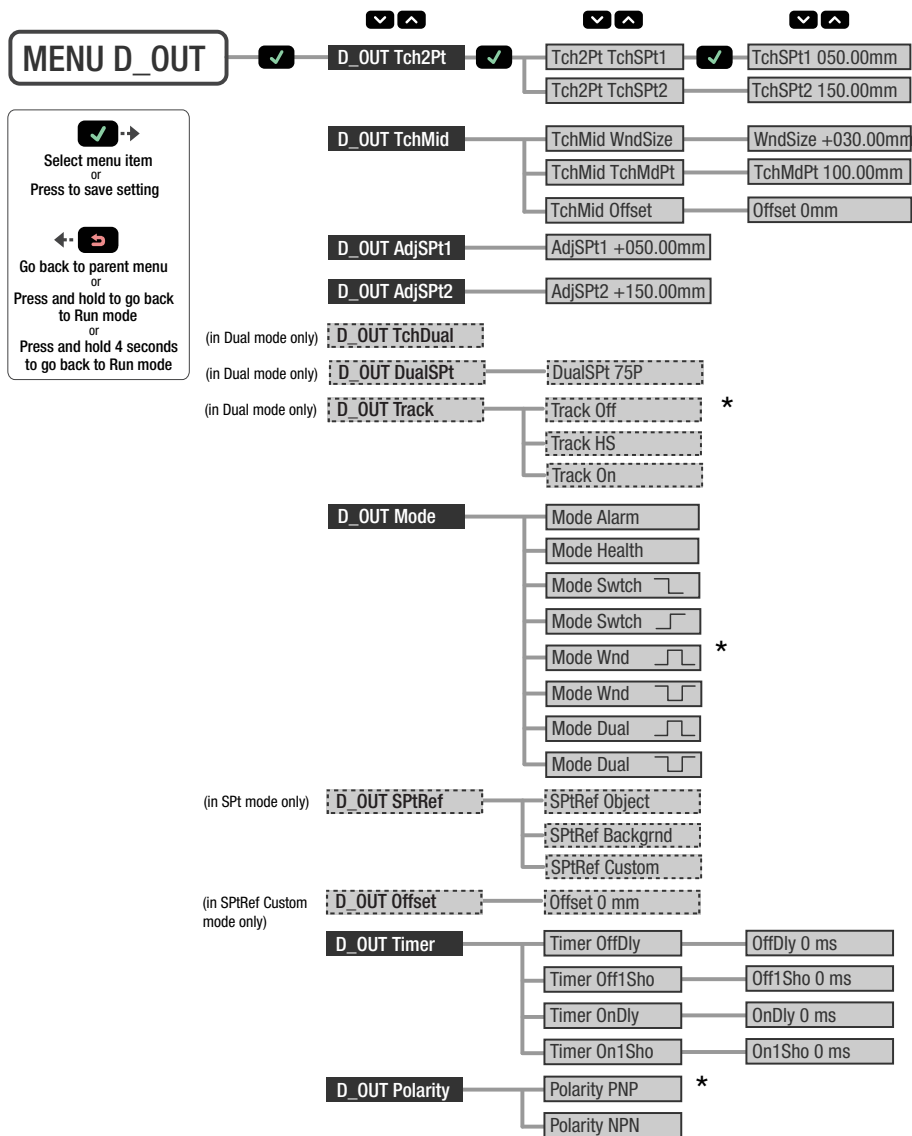 MENU D_OUT
D_OUT Tch2Pt
Tch2Pt TchSPt1
TchSPt1 050.00mm
Tch2Pt TchSPt2
TchSPt2 150.00mm
Select menu item
or
Press to save setting
Go back to parent menu
or
Press and hold to go back
to Run mode
or
Press and hold 4 seconds
to go back to Run mode
D_OUT TchMid
TchMid WndSize
WndSize +030.00mm
TchMid TchMdPt
TchMdPt 100.00mm
TchMid Offset
Offset 0mm
D_OUT AdjSPt1
AdjSPt1 +050.00mm
D_OUT AdjSPt2
AdjSPt2 +150.00mm
(in Dual mode only)
D_OUT TchDual
(in Dual mode only)
D_OUT DualSPt
DualSPt 75P
(in Dual mode only)
D_OUT Track
Track Off
*
Track HS
Track On
D_OUT Mode
Mode Alarm
Mode Health
Mode Swtch
Mode Swtch
Mode Wnd
*
Mode Wnd
Mode Dual
Mode Dual
(in SPt mode only)
D_OUT SPtRef
SPtRef Object
SPtRef Backgrnd
SPtRef Custom
(in SPtRef Custom
mode only)
D_OUT Offset
Offset 0 mm
D_OUT Timer
Timer OffDly
OffDly 0 ms
Timer Off1Sho
Off1Sho 0 ms
Timer OnDly
OnDly 0 ms
Timer On1Sho
On1Sho 0 ms
D_OUT Polarity
Polarity PNP
*
Polarity NPN